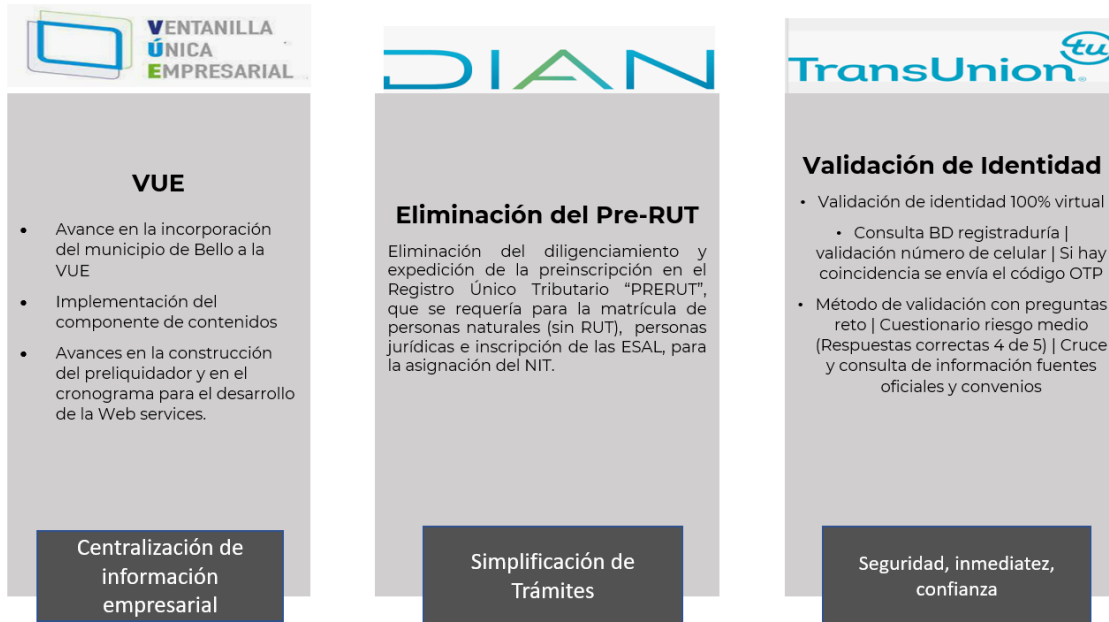 VENTANILLA
ÚNICA
EMPRESARIAL
VUE
• Avance en la incorporación
del municipio de Bello a la
VUE
• Implementación del
componente de contenidos
• Avances en la construcción
del preliquidador y en el
cronograma para el desarrollo
de la Web services.
Centralización de
información
empresarial
DIAN
Eliminación del Pre-RUT
Eliminación del diligenciamiento y
expedición de la preinscripción en el
Registro Único Tributario “PRERUT”,
que se requería para la matrícula de
personas naturales (sin RUT), personas
jurídicas e inscripción de las ESAL, para
la asignación del NIT.
Simplificación de
Trámites
tu
TransUnion®
Validación de Identidad
• Validación de identidad 100% virtual
• Consulta BD registraduría |
validación número de celular | Si hay
coincidencia se envía el código OTP
• Método de validación con preguntas
reto | Cuestionario riesgo medio
(Respuestas correctas 4 de 5) | Cruce
y consulta de información fuentes
oficiales y convenios
Seguridad, inmediatez,
confianza